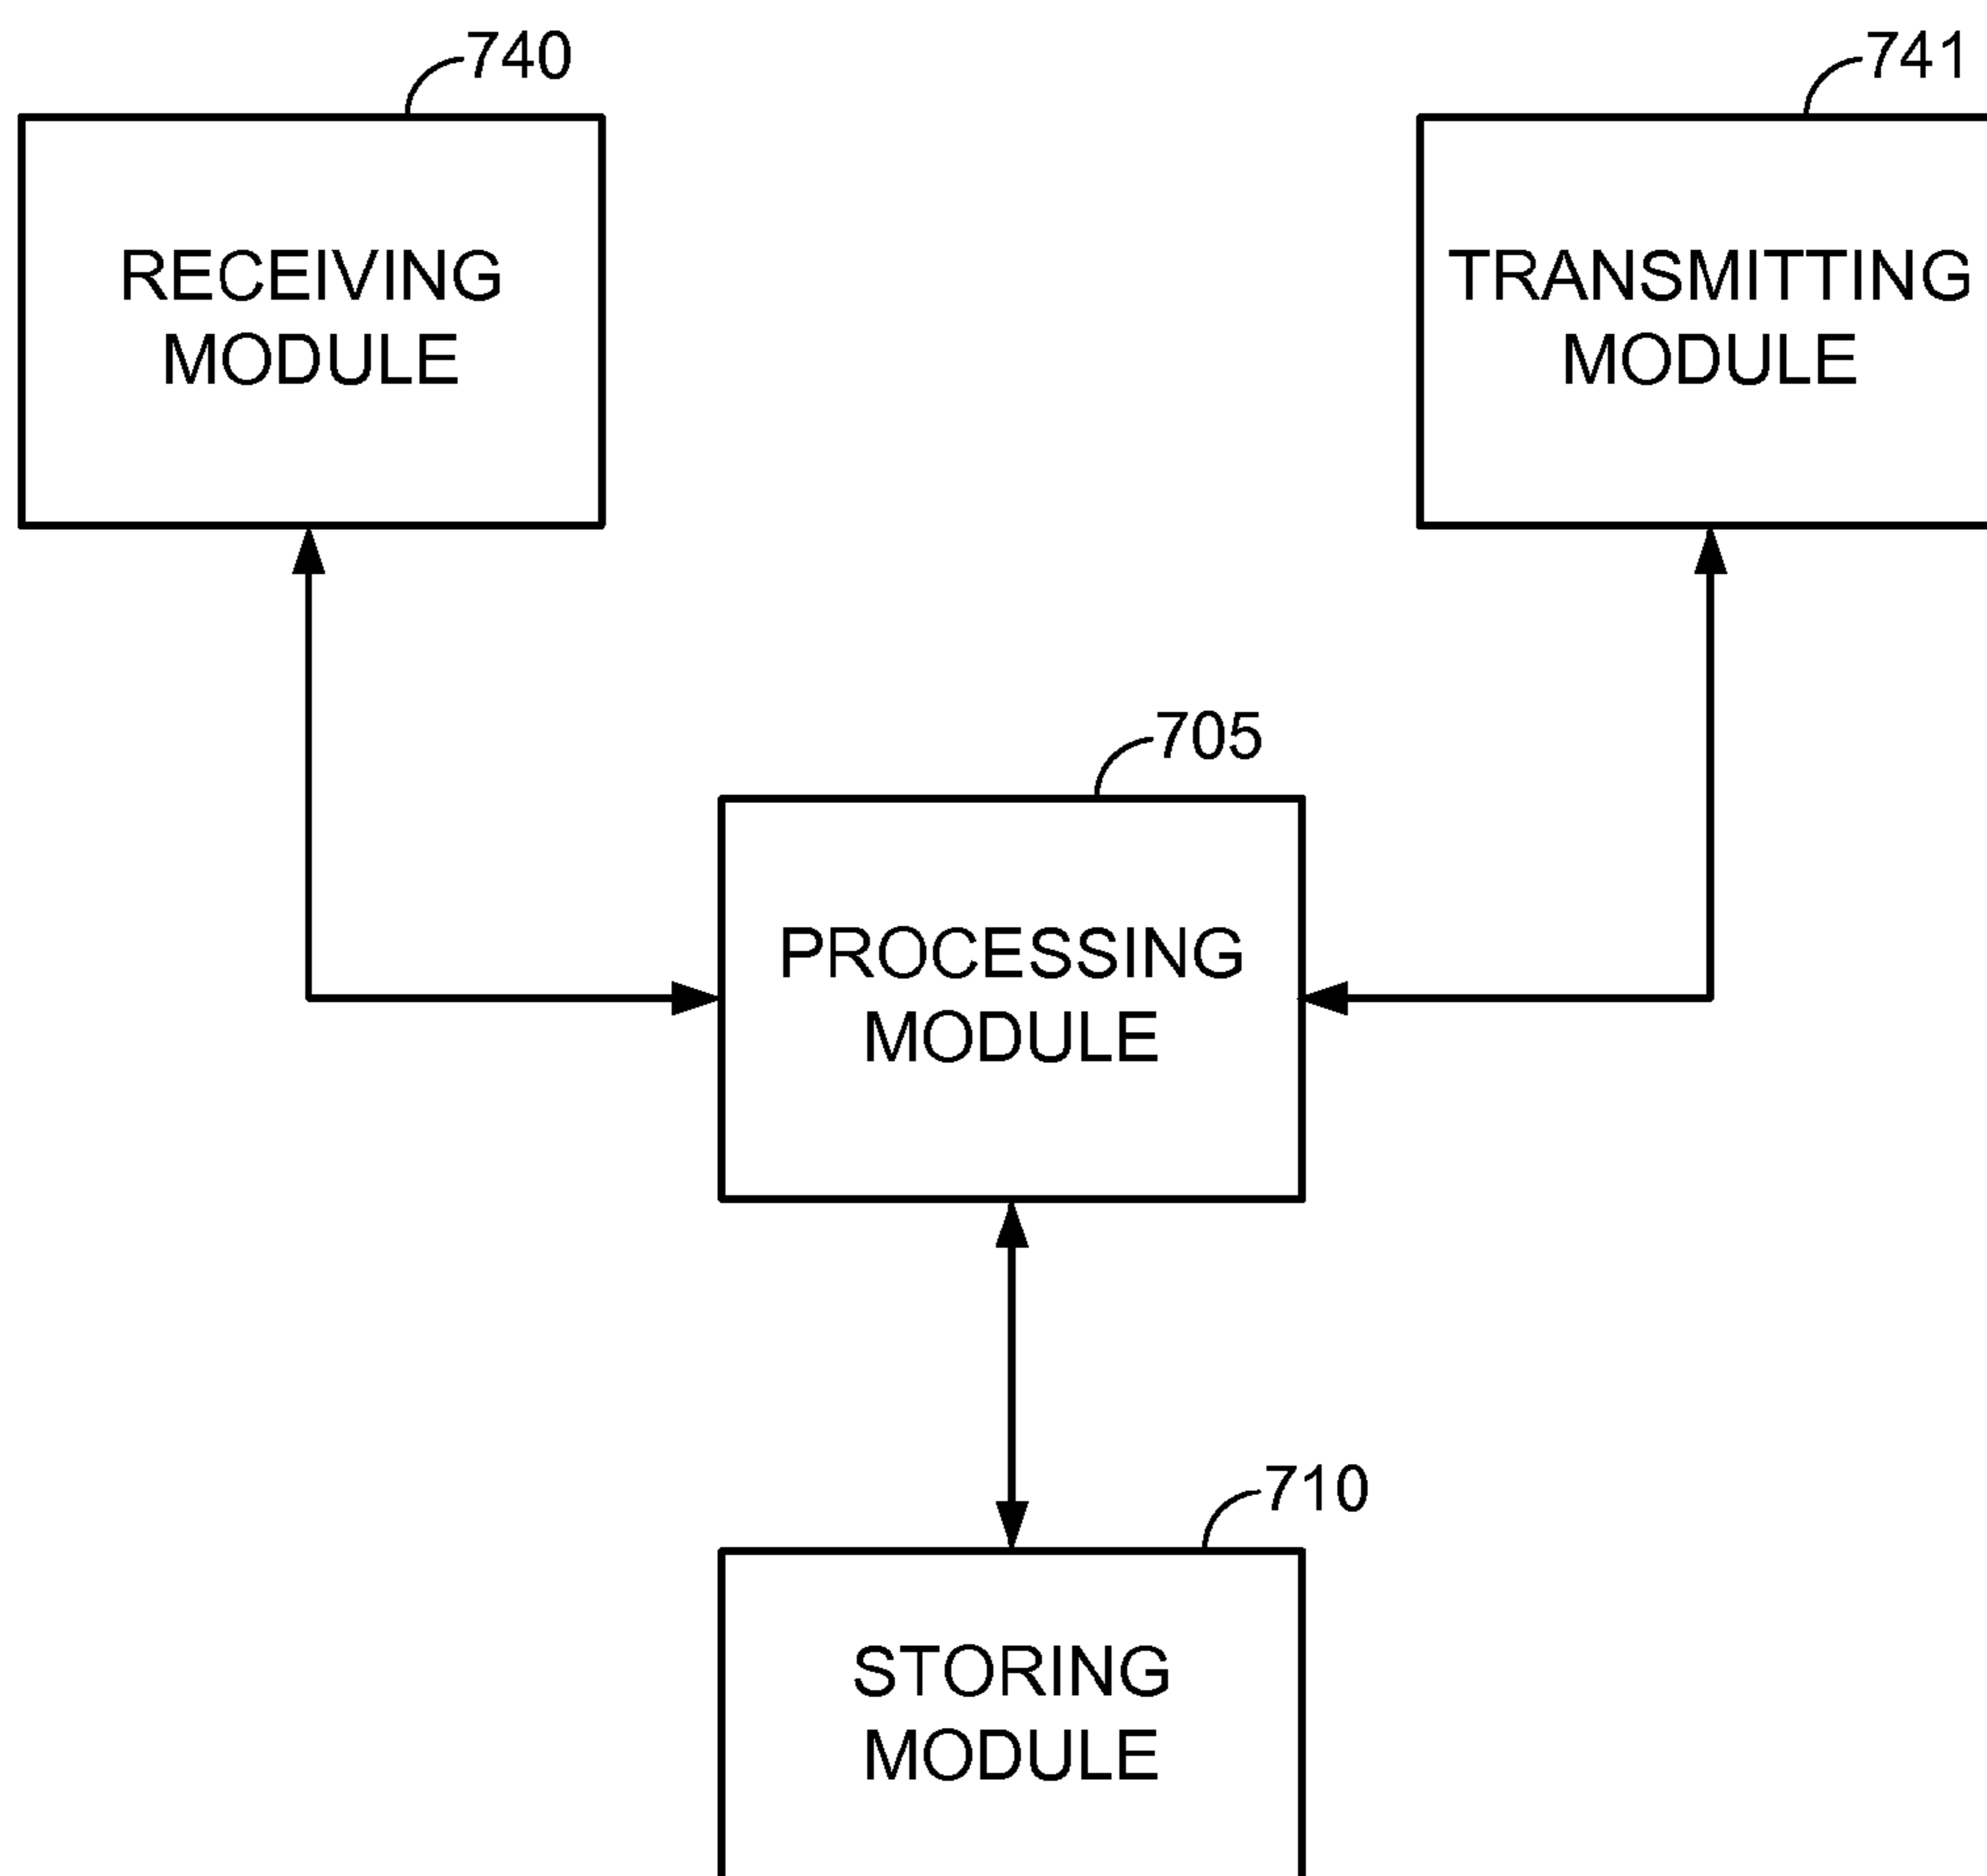 740
741
RECEIVING
MODULE
TRANSMITTING
MODULE
705
PROCESSING
MODULE
710
STORING
MODULE